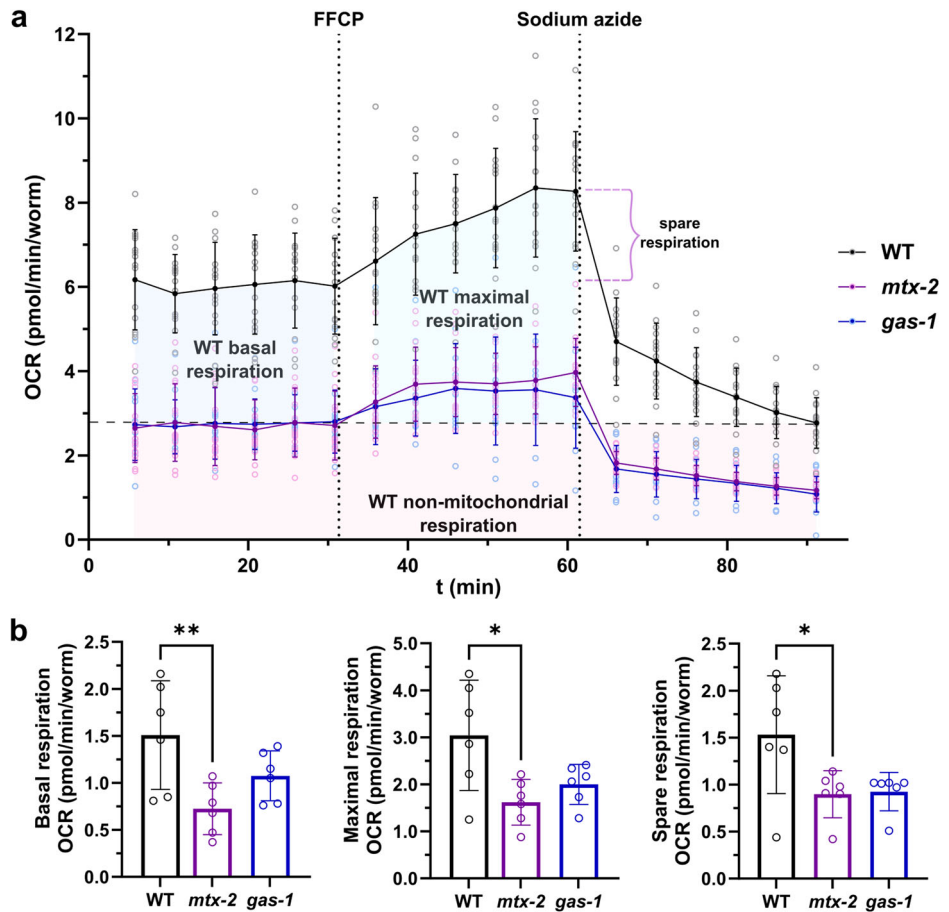 a
FFCP
Sodium azide
12
10
8
6
4
2
0
OCR (pmol/min/worm)
0
20
40
60
80
t (min)
WT basal
respiration
WT maximal
respiration
WT non-mitochondrial
respiration
spare
respiration
WT
mtx-2
gas-1
b
Basal respiration
OCR (pmol/min/worm)
2.5
2.0
1.5
1.0
0.5
0.0
**
WT
mtx-2
gas-1
Maximal respiration
OCR (pmol/min/worm)
5.0
4.0
3.0
2.0
1.0
0.0
*
WT
mtx-2
gas-1
Spare respiration
OCR (pmol/min/worm)
2.5
2.0
1.5
1.0
0.5
0.0
*
WT
mtx-2
gas-1